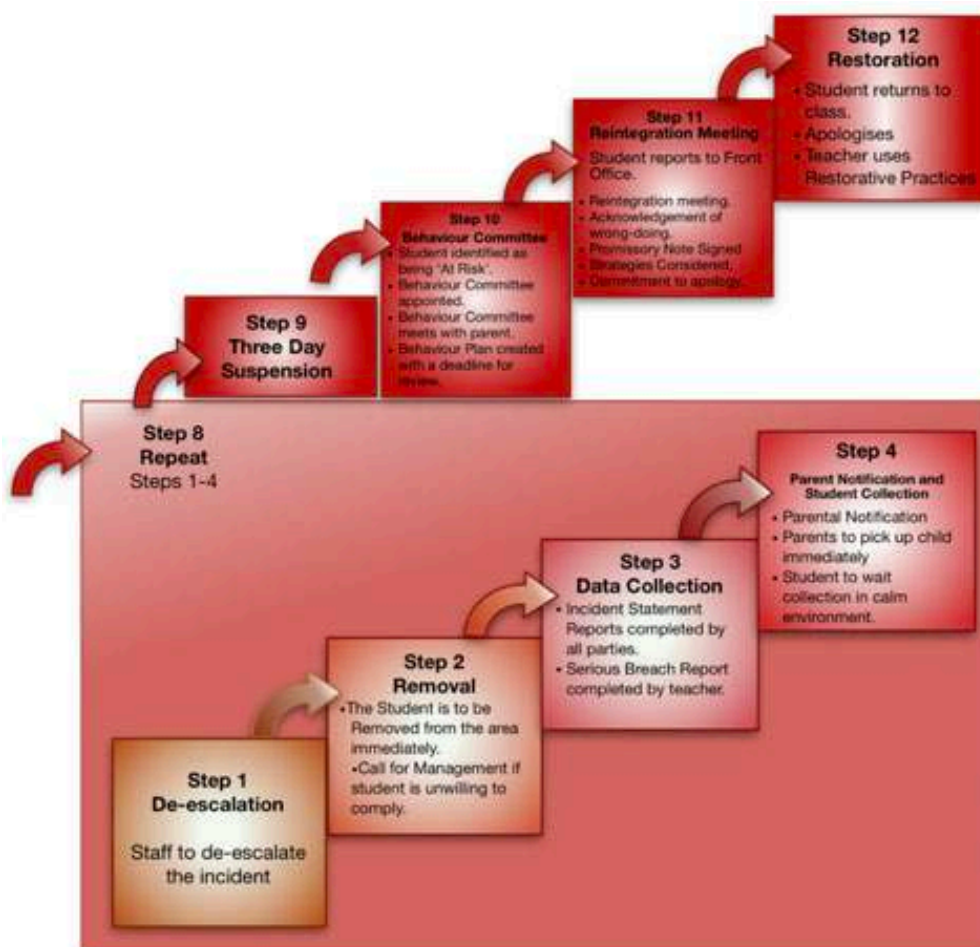 Step 12
Restoration
• Student returns to
class.
• Apologises
• Teacher uses
Restorative Practices
Step 11
Reintegration Meeting
Student reports to Front
Office.
• Reintegration meeting.
• Acknowledgement of
wrong-doing.
• Promissory Note Signed
• Strategies Considered,
• Commitment to apology.
Step 10
Behaviour Committee
• Student identified as
being 'At Risk'.
• Behaviour Committee
appointed.
• Behaviour Committee
meets with parent.
• Behaviour Plan created
with a deadline for
review.
Step 9
Three Day
Suspension
Step 8
Repeat
Steps 1-4
Step 4
Parent Notification and
Student Collection
• Parental Notification
• Parents to pick up child
immediately
• Student to wait
collection in calm
environment.
Step 3
Data Collection
• Incident Statement
Reports completed by
all parties.
• Serious Breach Report
completed by teacher.
Step 2
Removal
•The Student is to be
Removed from the area
immediately.
•Call for Management if
student is unwilling to
comply.
Step 1
De-escalation
Staff to de-escalate
the incident